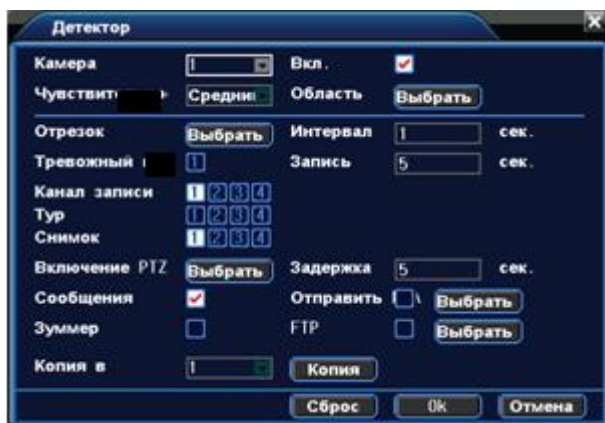 Детектор
Камера 1 Вкл.
Средни Область Выбрать
Отрезок Выбрать Интервал 1 сек.
Тревожный 1 Запись 5 сек.
Канал записи 1 2 3 4
Тур 1 2 3 4
Снимок 1 2 3 4
Включение PTZ Выбрать Задержка 5 сек.
Сообщения Отправить Выбрать
Зуммер FTP Выбрать
Копия в 1 Копия
Сброс Ok Отмена